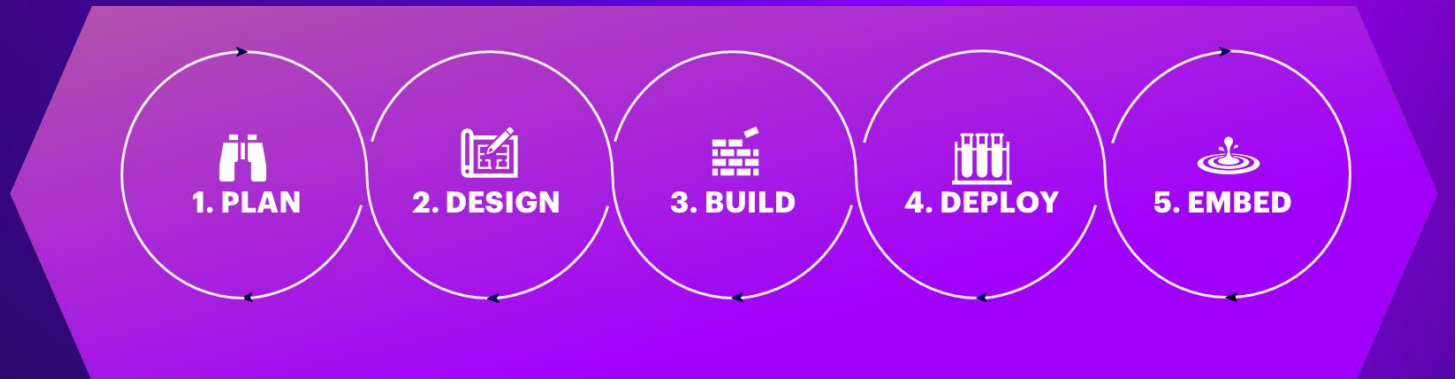 1. PLAN
2. DESIGN
3. BUILD
4. DEPLOY
5. EMBED